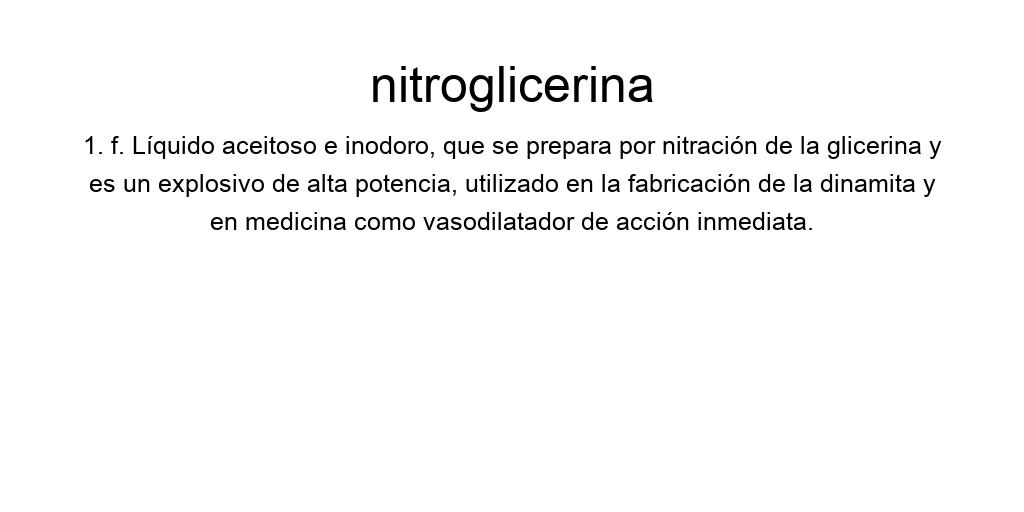 nitroglicerina
1. f. Líquido aceitoso e inodoro, que se prepara por nitración de la glicerina y
es un explosivo de alta potencia, utilizado en la fabricación de la dinamita y
en medicina como vasodilatador de acción inmediata.